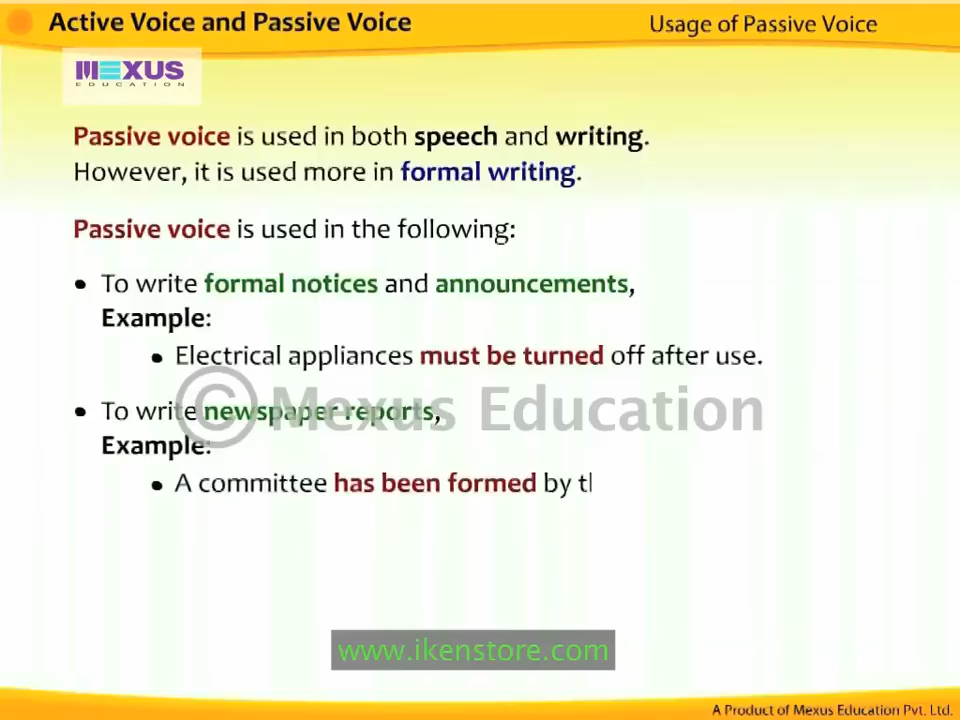 Active Voice and Passive Voice
Usage of Passive Voice
MEXUS
EDUCATION
Passive voice is used in both speech and writing.
However, it is used more in formal writing.
Passive voice is used in the following:
• To write formal notices and announcements,
Example:
• Electrical appliances must be turned off after use.
© Mexus Education
• To write newspaper reports,
Example:
• A committee has been formed by
www.ikenstore.com
A Product of Mexus Education Pvt. Ltd.